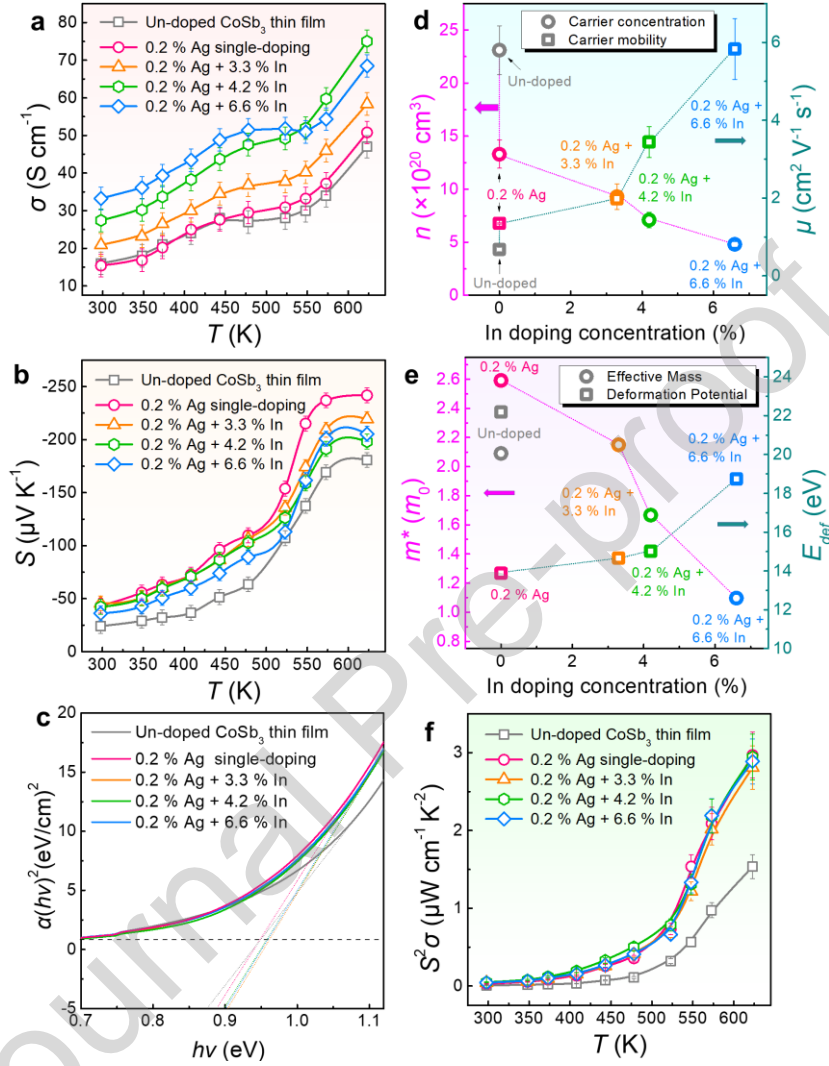 a
Un-doped CoSb₃ thin film
0.2 % Ag single-doping
0.2 % Ag + 3.3 % In
0.2 % Ag + 4.2 % In
0.2 % Ag + 6.6 % In
80
70
60
50
40
30
20
10
σ (S cm⁻¹)
300 350 400 450 500 550 600
T (K)
d
Carrier concentration
Carrier mobility
Un-doped
0.2 % Ag +
6.6 % In
0.2 % Ag +
3.3 % In
0.2 % Ag
0.2 % Ag +
4.2 % In
Un-doped
0.2 % Ag +
6.6 % In
25
20
15
10
5
0
n (×10²⁰ cm³)
6
4
2
0
μ (cm² V⁻¹ s⁻¹)
0 2 4 6
In doping concentration (%)
b
Un-doped CoSb₃ thin film
0.2 % Ag single-doping
0.2 % Ag + 3.3 % In
0.2 % Ag + 4.2 % In
0.2 % Ag + 6.6 % In
-250
-200
-150
-100
-50
0
S (μV K⁻¹)
300 350 400 450 500 550 600
T (K)
e
0.2 % Ag
Effective Mass
Deformation Potential
Un-doped
0.2 % Ag +
6.6 % In
0.2 % Ag +
3.3 % In
0.2 % Ag
0.2 % Ag +
4.2 % In
0.2 % Ag +
6.6 % In
2.6
2.4
2.2
2.0
1.8
1.6
1.4
1.2
1.0
0.8
m* (m₀)
24
22
20
18
16
14
12
10
E_def (eV)
0 2 4 6
In doping concentration (%)
c
Un-doped CoSb₃ thin film
0.2 % Ag single-doping
0.2 % Ag + 3.3 % In
0.2 % Ag + 4.2 % In
0.2 % Ag + 6.6 % In
20
15
10
5
0
-5
α(hν)² (eV/cm)²
0.7 0.8 0.9 1.0 1.1
hν (eV)
f
Un-doped CoSb₃ thin film
0.2 % Ag single-doping
0.2 % Ag + 3.3 % In
0.2 % Ag + 4.2 % In
0.2 % Ag + 6.6 % In
3
2
1
0
S²σ (μW cm⁻¹ K⁻²)
300 350 400 450 500 550 600
T (K)
Journal Pre-proof